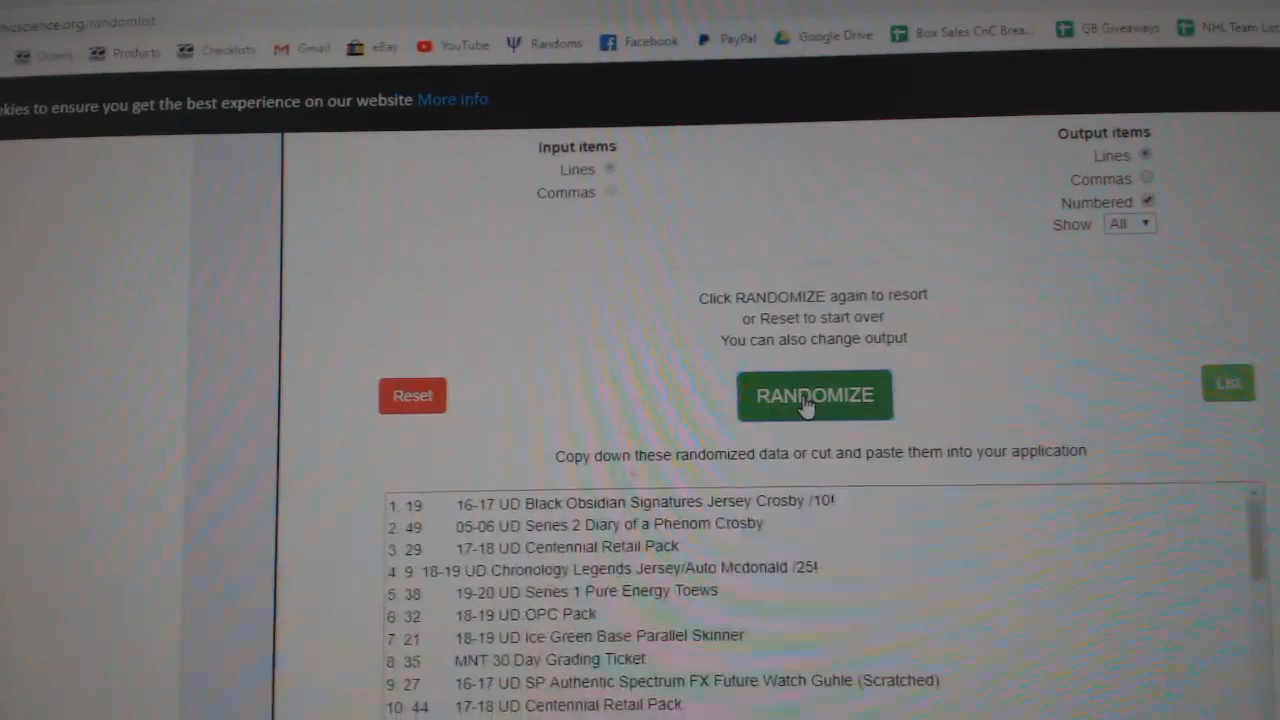 micscience.org/randomlist
Products Checklists Gmail eBay YouTube Randoms Facebook PayPal Google Drive Box Sales CnC Brea... GB Giveaways NHL Team List
kies to ensure you get the best experience on our website More info
Input items
Lines
Commas
Output items
Lines
Commas
Numbered
Show All
Click RANDOMIZE again to resort
or Reset to start over
You can also change output
Reset RANDOMIZE List
Copy down these randomized data or cut and paste them into your application
1. 19 16-17 UD Black Obsidian Signatures Jersey Crosby /10!
2. 49 05-06 UD Series 2 Diary of a Phenom Crosby
3. 29 17-18 UD Centennial Retail Pack
4. 9. 18-19 UD Chronology Legends Jersey/Auto Mcdonald /25!
5. 38 19-20 UD Series 1 Pure Energy Toews
6. 32 18-19 UD OPC Pack
7. 21 18-19 UD Ice Green Base Parallel Skinner
8. 35 MNT 30 Day Grading Ticket
9. 27 16-17 UD SP Authentic Spectrum FX Future Watch Guhle (Scratched)
10. 44 17-18 UD Centennial Retail Pack